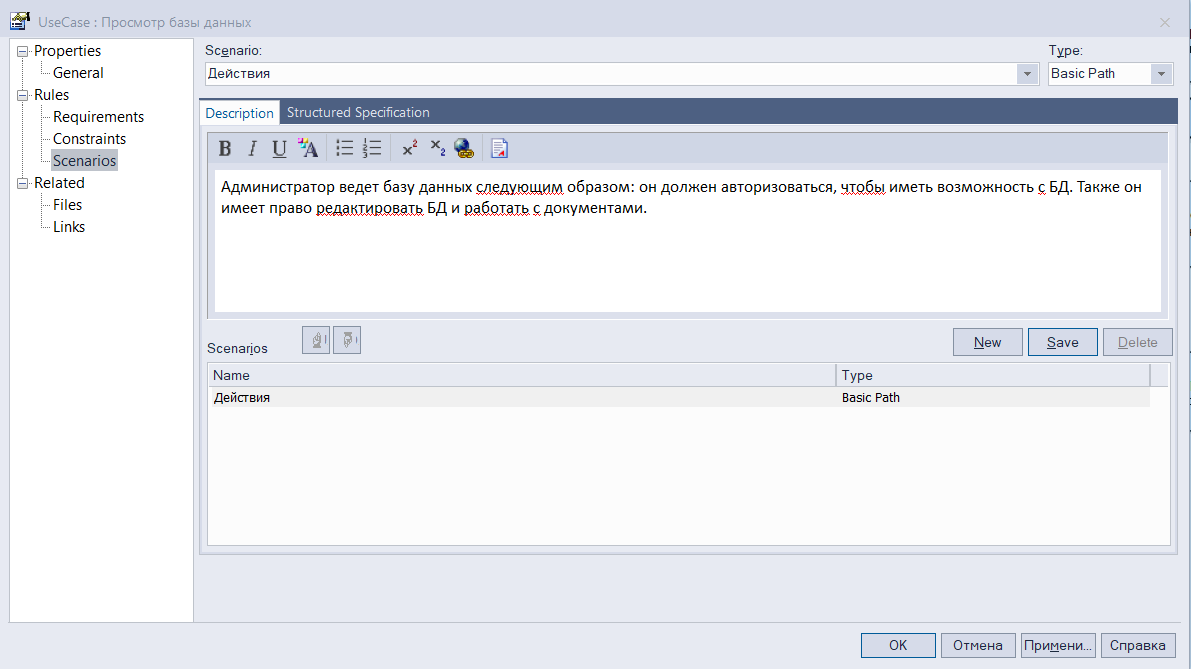 UseCase : Просмотр базы данных
Properties
General
Rules
Requirements
Constraints
Scenarios
Related
Files
Links
Scenario:
Type:
Действия
Basic Path
Description
Structured Specification
B I U A x² x₂
Администратор ведет базу данных следующим образом: он должен авторизоваться, чтобы иметь возможность с БД. Также он
имеет право редактировать БД и работать с документами.
Scenarios
New
Save
Delete
Name
Type
Действия
Basic Path
OK
Отмена
Примени...
Справка